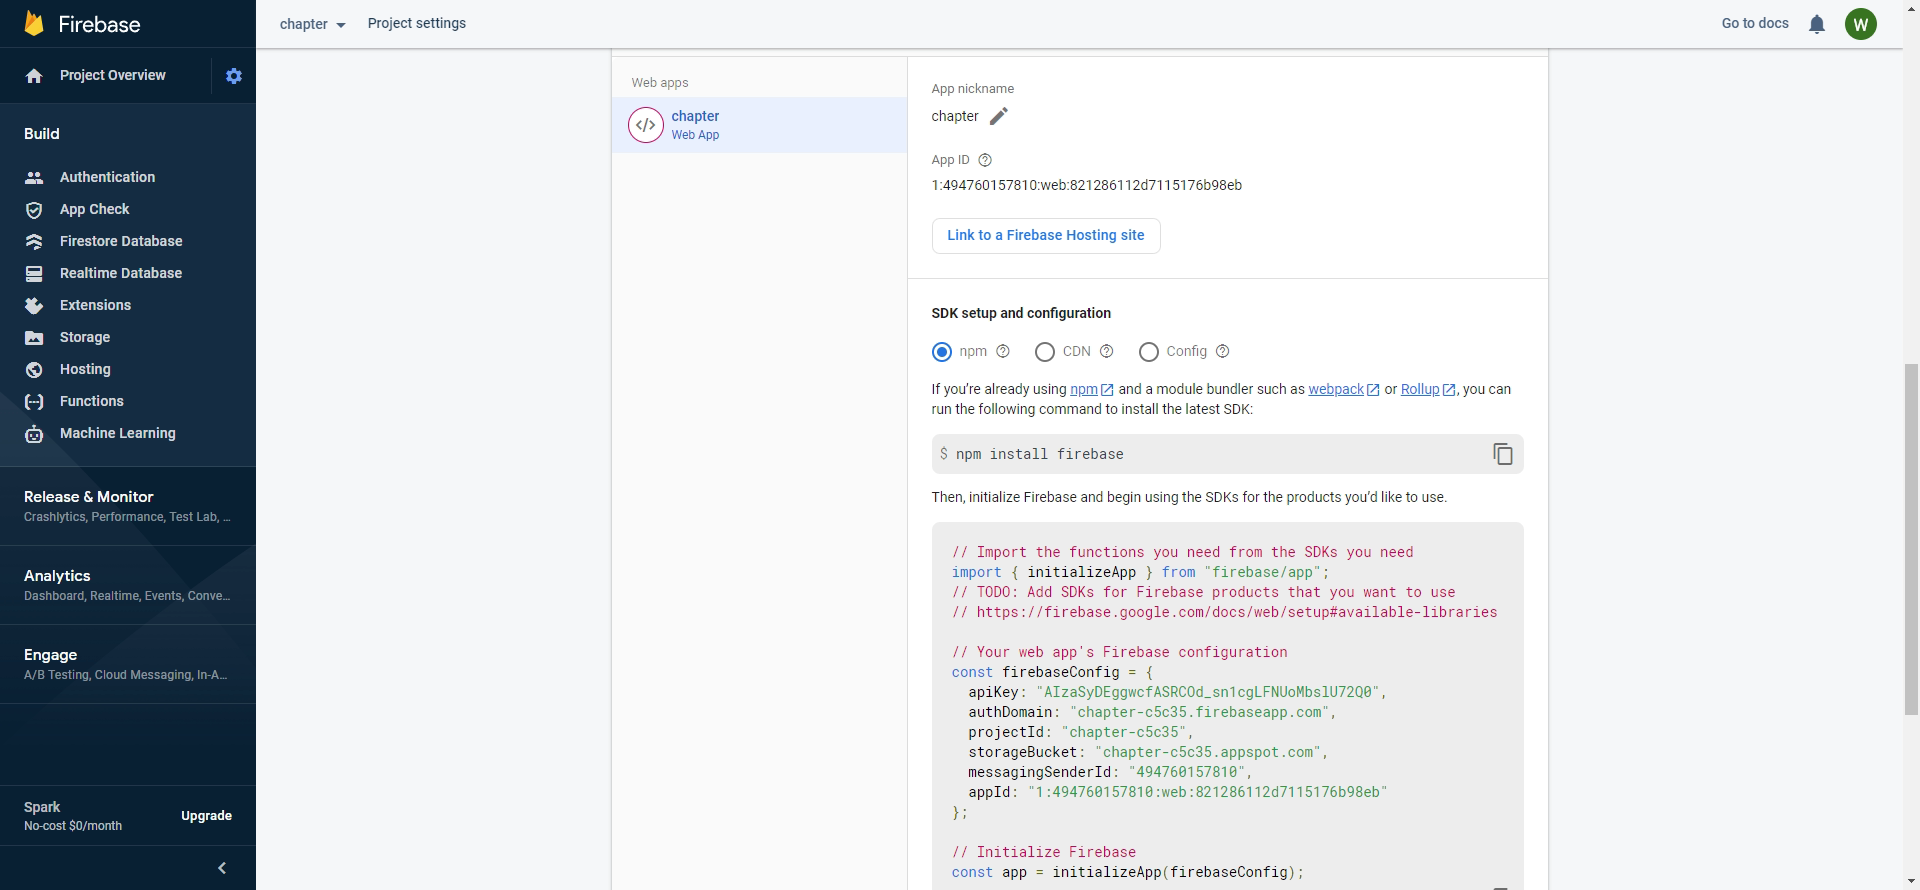 Firebase
chapter
Project settings
Go to docs
W
Project Overview
Build
Authentication
App Check
Firestore Database
Realtime Database
Extensions
Storage
Hosting
Functions
Machine Learning
Release & Monitor
Crashlytics, Performance, Test Lab, ...
Analytics
Dashboard, Realtime, Events, Conve...
Engage
A/B Testing, Cloud Messaging, In-A...
Spark
No-cost $0/month
Upgrade
Web apps
chapter
Web App
App nickname
chapter
App ID
1:494760157810:web:821286112d7115176b98eb
Link to a Firebase Hosting site
SDK setup and configuration
npm
CDN
Config
If you're already using npm and a module bundler such as webpack or Rollup, you can
run the following command to install the latest SDK:
$ npm install firebase
Then, initialize Firebase and begin using the SDKs for the products you'd like to use.
// Import the functions you need from the SDKs you need
import { initializeApp } from "firebase/app";
// TODO: Add SDKs for Firebase products that you want to use
// https://firebase.google.com/docs/web/setup#available-libraries
// Your web app's Firebase configuration
const firebaseConfig = {
apiKey: "AIzaSyDEggwcfASRCOd_sn1cgLFNUoMbslU72Q0",
authDomain: "chapter-c5c35.firebaseapp.com",
projectId: "chapter-c5c35",
storageBucket: "chapter-c5c35.appspot.com",
messagingSenderId: "494760157810",
appId: "1:494760157810:web:821286112d7115176b98eb"
};
// Initialize Firebase
const app = initializeApp(firebaseConfig);